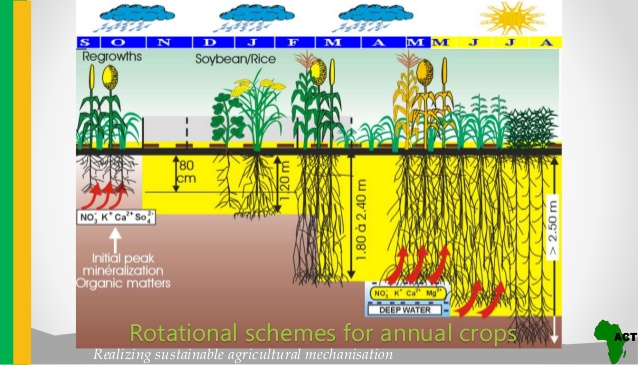 S O N D J F M A M M J J A
Regrowths
Soybean/Rice
80
cm
1.20 m
1.80 à 2.40 m
> 2.50 m
NO₃⁻ K⁺ Ca²⁺ So₄²⁻
Initial peak
minéralization
Organic matters
NO₃⁻ K⁺ Ca²⁺ Mg²⁺
DEEP WATER
Rotational schemes for annual crops
Realizing sustainable agricultural mechanisation
ACT